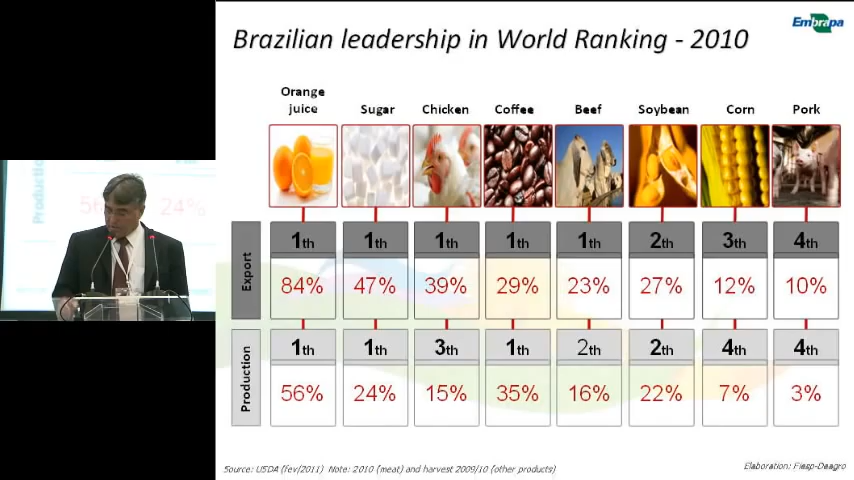 Embrapa
Brazilian leadership in World Ranking - 2010
Orange
juice
Sugar
Chicken
Coffee
Beef
Soybean
Corn
Pork
Export
1th 1th 1th 1th 1th 2th 3th 4th
84% 47% 39% 29% 23% 27% 12% 10%
Production
1th 1th 3th 1th 2th 2th 4th 4th
56% 24% 15% 35% 16% 22% 7% 3%
Source: USDA (fev/2011) Note: 2010 (meat) and harvest 2009/10 (other products)
Elaboration: Fiesp-Deagro
Production
24%